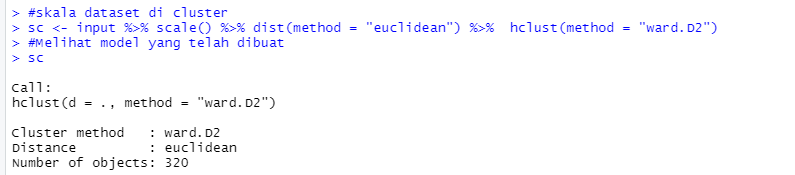 > #skala dataset di cluster
> sc <- input %>% scale() %>% dist(method = "euclidean") %>%  hclust(method = "ward.D2")
> #Melihat model yang telah dibuat
> sc
Call:
hclust(d = ., method = "ward.D2")
Cluster method   : ward.D2
Distance         : euclidean
Number of objects: 320